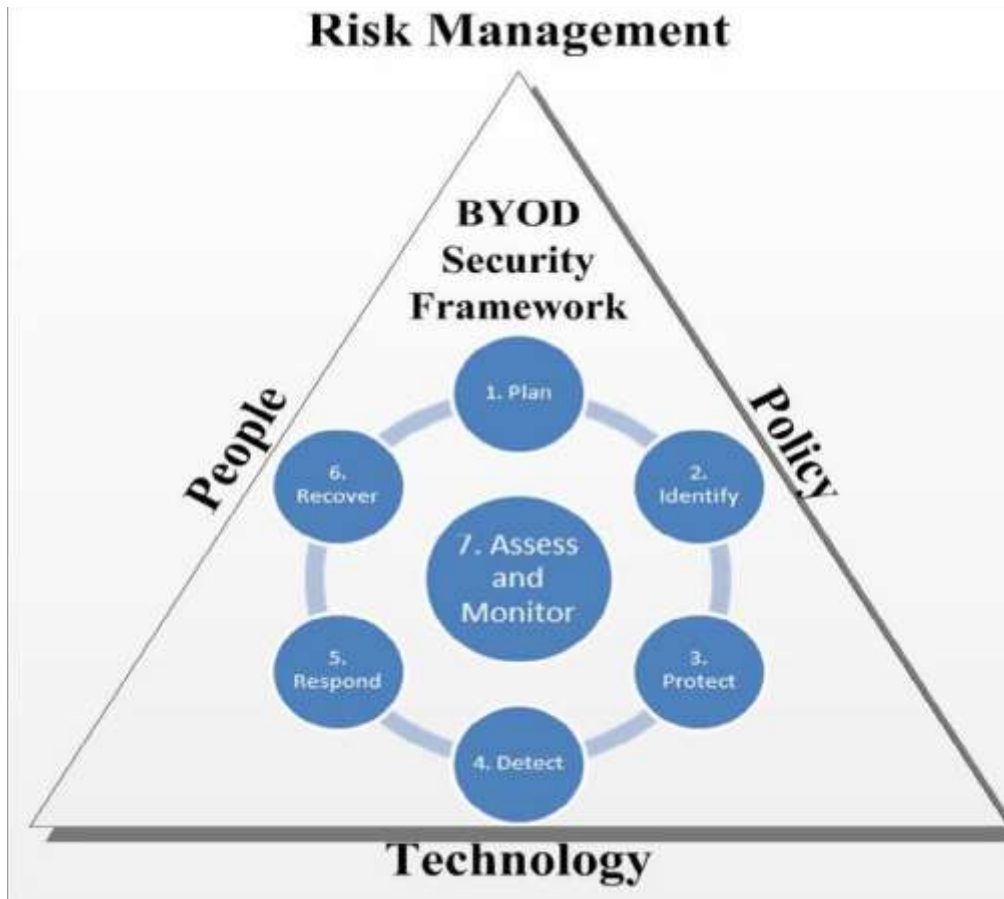 Risk Management
BYOD
Security
Framework
People
Policy
1. Plan
2.
Identify
3.
Protect
4. Detect
5.
Respond
6.
Recover
7. Assess
and
Monitor
Technology